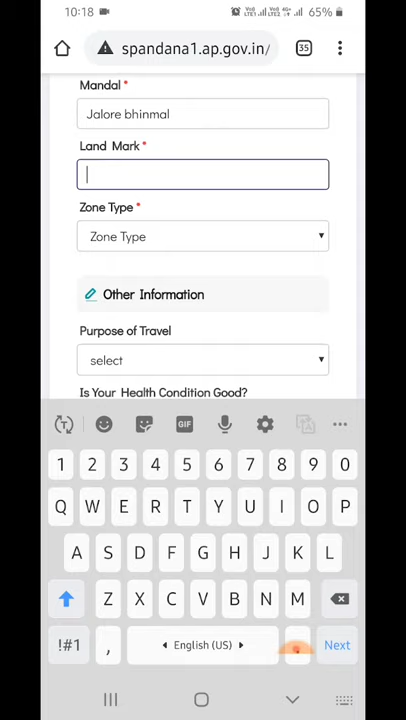 10:18 65%
spandana1.ap.gov.in/ 35
Mandal *
Jalore bhinmal
Land Mark *
Zone Type *
Zone Type
Other Information
Purpose of Travel
select
Is Your Health Condition Good?
T GIF
1 2 3 4 5 6 7 8 9 0
Q W E R T Y U I O P
A S D F G H J K L
Z X C V B N M
!#1 , English (US) Next